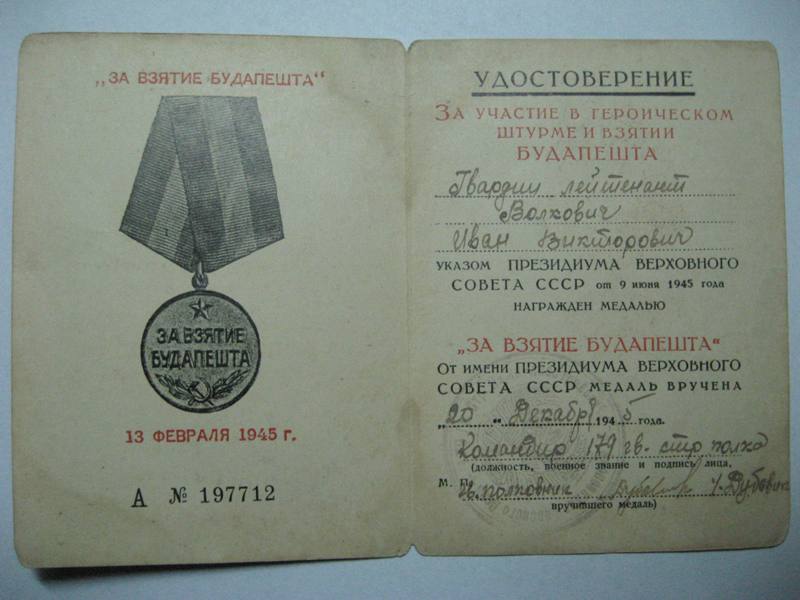 „ЗА ВЗЯТИЕ БУДАПЕШТА“
ЗА ВЗЯТИЕ
БУДАПЕШТА
13 ФЕВРАЛЯ 1945 г.
А № 197712
УДОСТОВЕРЕНИЕ
ЗА УЧАСТИЕ В ГЕРОИЧЕСКОМ
ШТУРМЕ И ВЗЯТИИ
БУДАПЕШТА
Гвардии лейтенант
Волкович
Иван Викторович
УКАЗОМ ПРЕЗИДИУМА ВЕРХОВНОГО
СОВЕТА СССР от 9 июня 1945 года
НАГРАЖДЕН МЕДАЛЬЮ
„ЗА ВЗЯТИЕ БУДАПЕШТА“
От имени ПРЕЗИДИУМА ВЕРХОВНОГО
СОВЕТА СССР МЕДАЛЬ ВРУЧЕНА
„20“ Декабря 1945 года.
Командир 179 гв. стр полка
(должность, военное звание и подпись лица,
М. П. полковник
вручившего медаль)